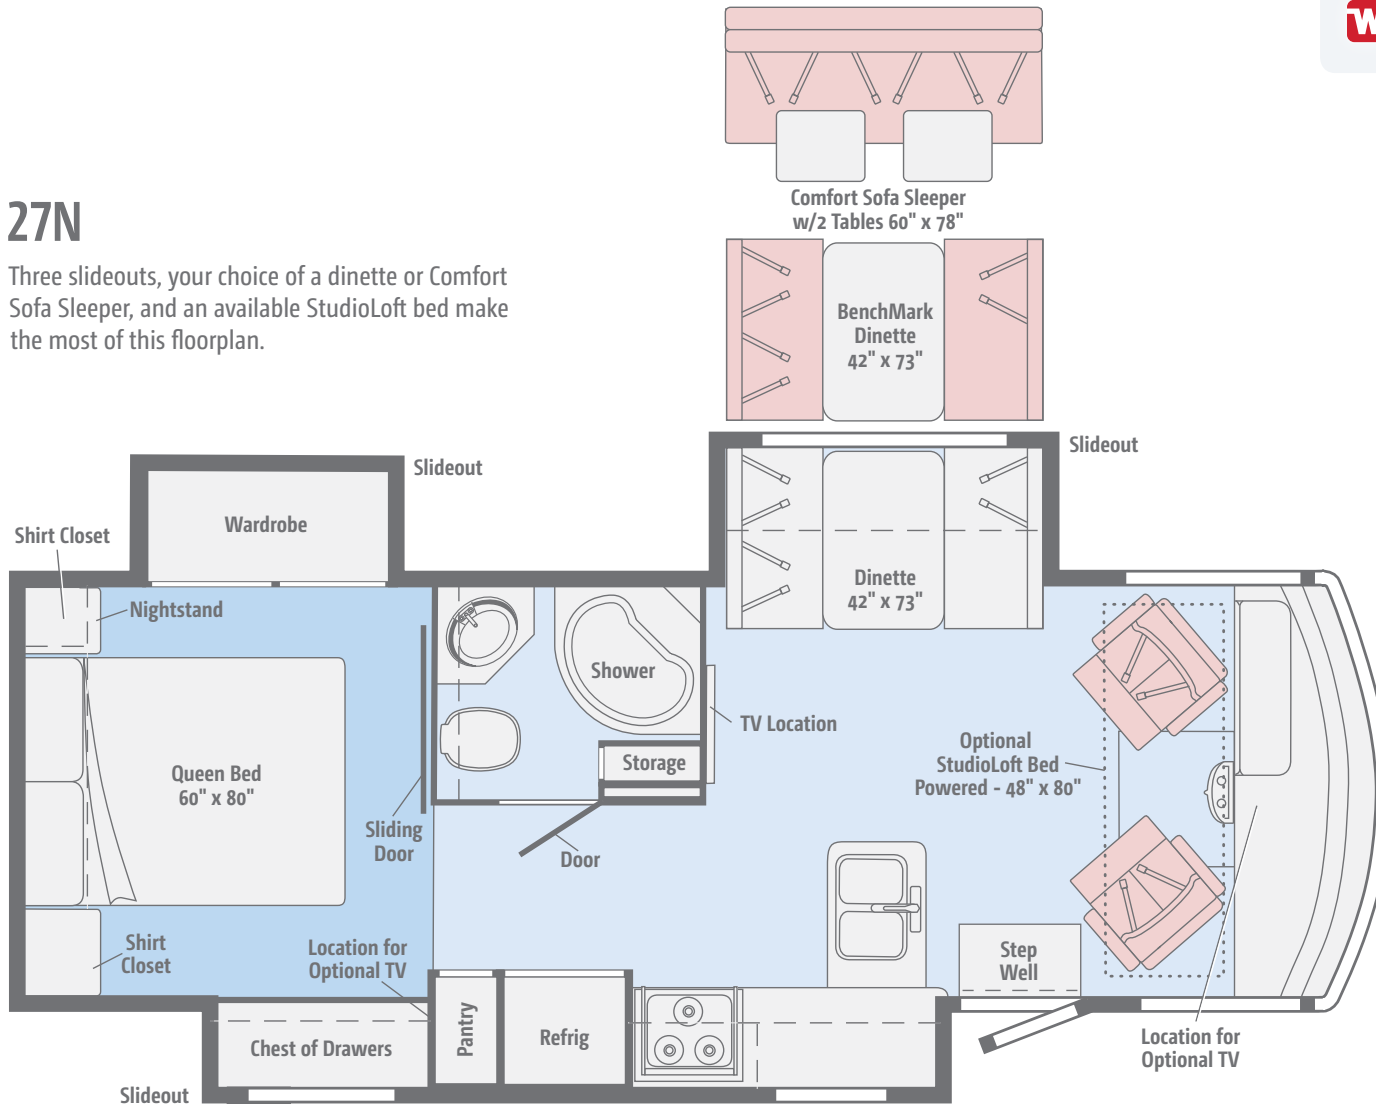 W
Comfort Sofa Sleeper
w/2 Tables 60" x 78"
27N
Three slideouts, your choice of a dinette or Comfort
Sofa Sleeper, and an available StudioLoft bed make
the most of this floorplan.
BenchMark
Dinette
42" x 73"
Slideout
Slideout
Wardrobe
Shirt Closet
Nightstand
Dinette
42" x 73"
Shower
TV Location
Storage
Queen Bed
60" x 80"
Optional
StudioLoft Bed
Powered - 48" x 80"
Sliding
Door
Door
Shirt
Closet
Location for
Optional TV
Step
Well
Pantry
Refrig
Chest of Drawers
Location for
Optional TV
Slideout